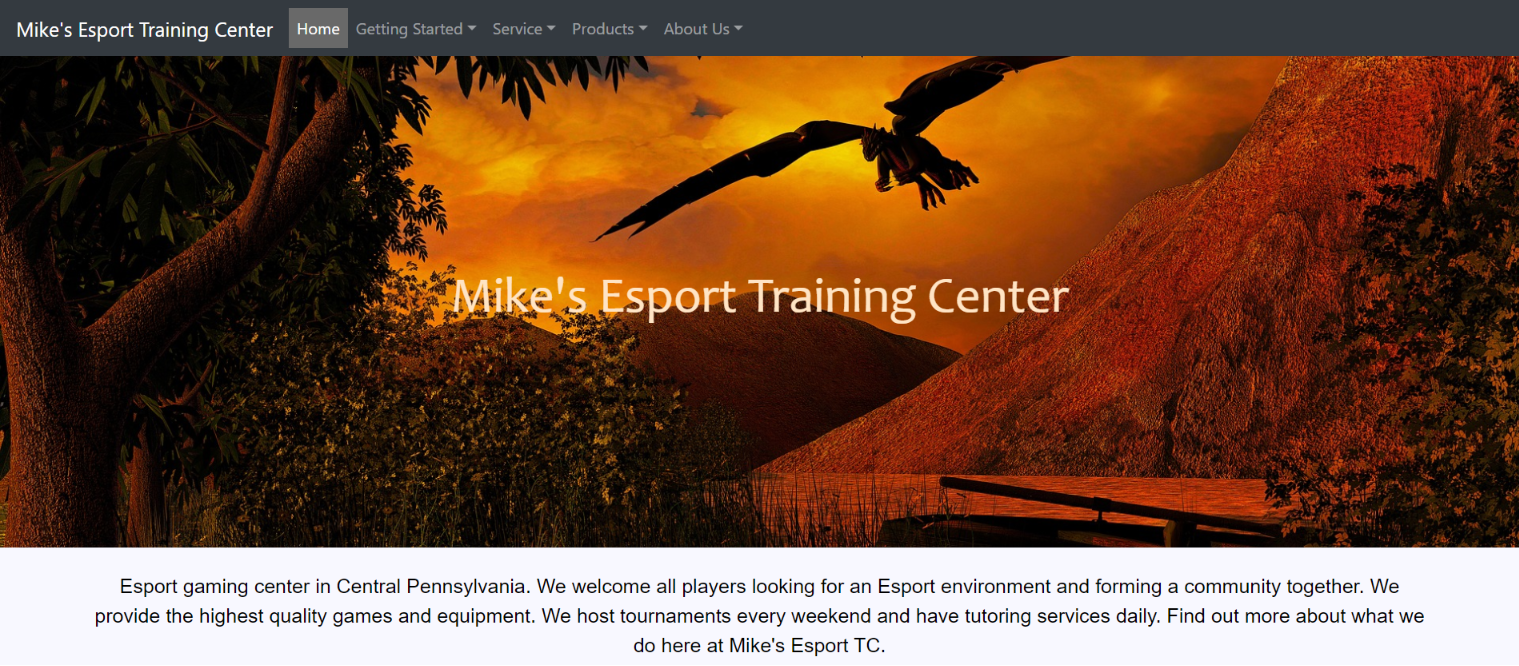 Mike's Esport Training Center Home Getting Started Service Products About Us
Mike's Esport Training Center
Esport gaming center in Central Pennsylvania. We welcome all players looking for an Esport environment and forming a community together. We
provide the highest quality games and equipment. We host tournaments every weekend and have tutoring services daily. Find out more about what we
do here at Mike's Esport TC.